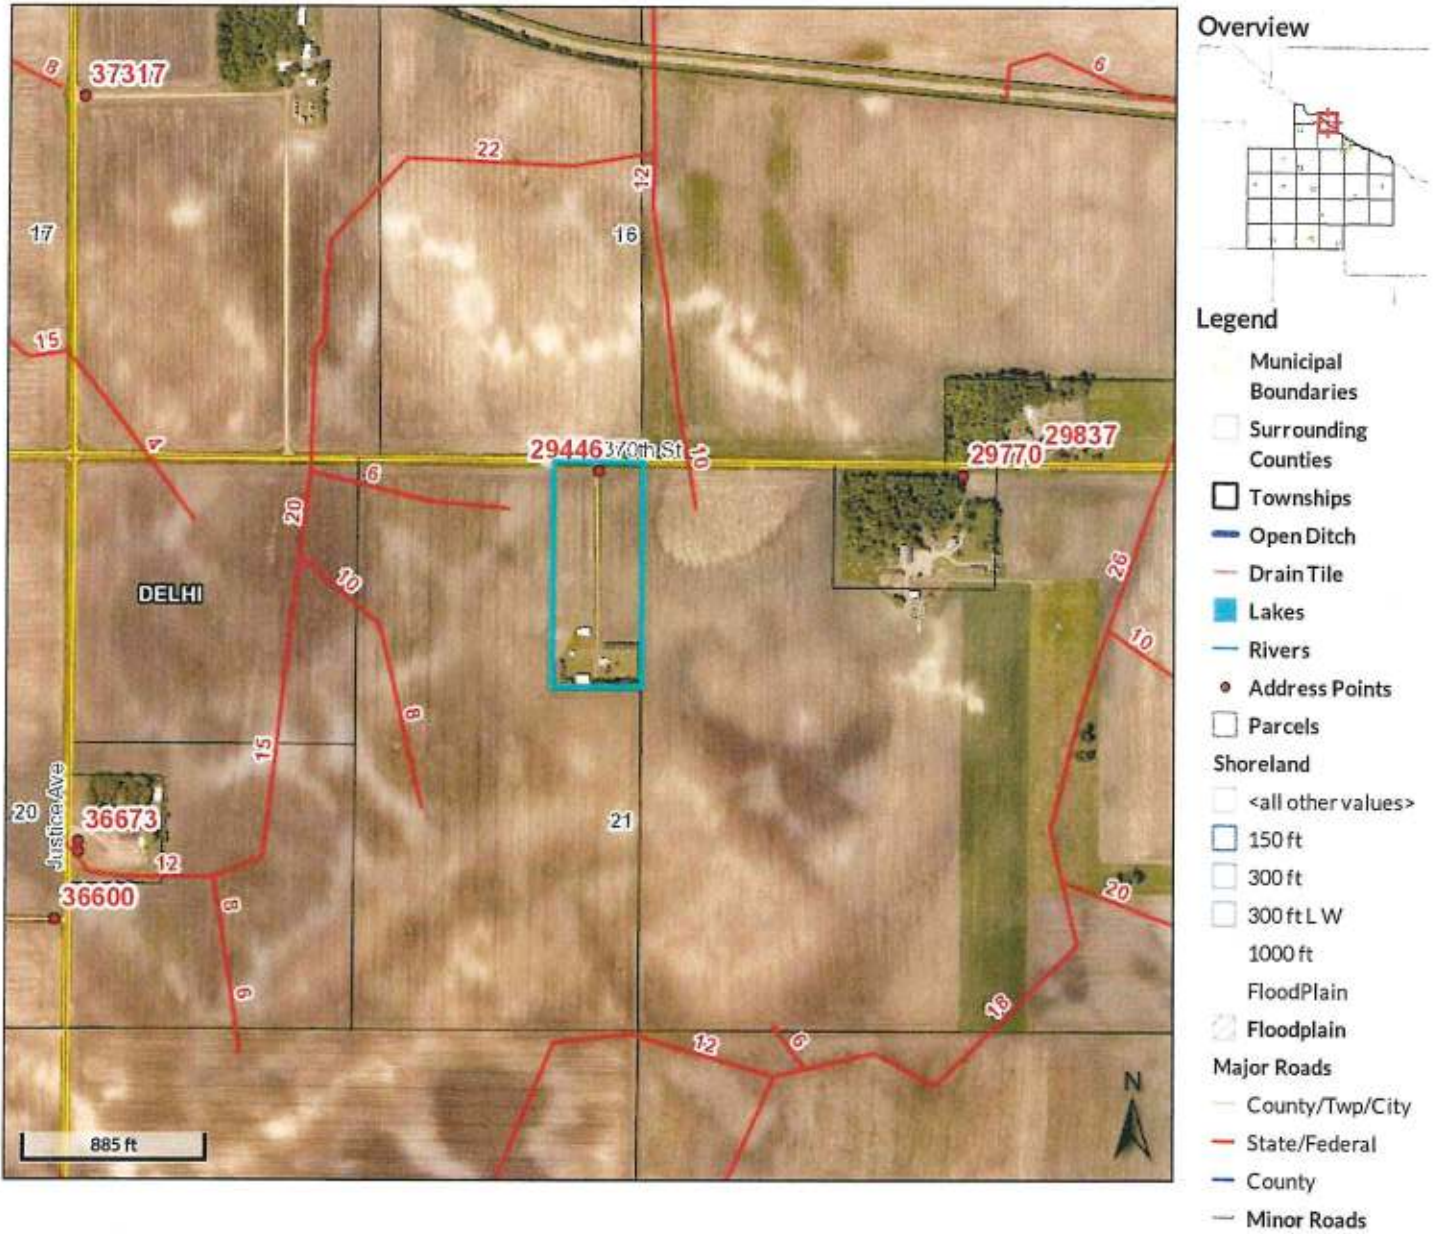 8
37317
22
12
6
17
16
15
4
29446
370th St
10
29770
29837
6
20
10
26
DELHI
10
8
15
Justice Ave
20
36673
12
21
36600
8
6
20
18
12
6
885 ft
N
Overview
Legend
Municipal
Boundaries
Surrounding
Counties
Townships
Open Ditch
Drain Tile
Lakes
Rivers
Address Points
Parcels
Shoreland
<all other values>
150 ft
300 ft
300 ft L W
1000 ft
FloodPlain
Floodplain
Major Roads
County/Twp/City
State/Federal
County
Minor Roads